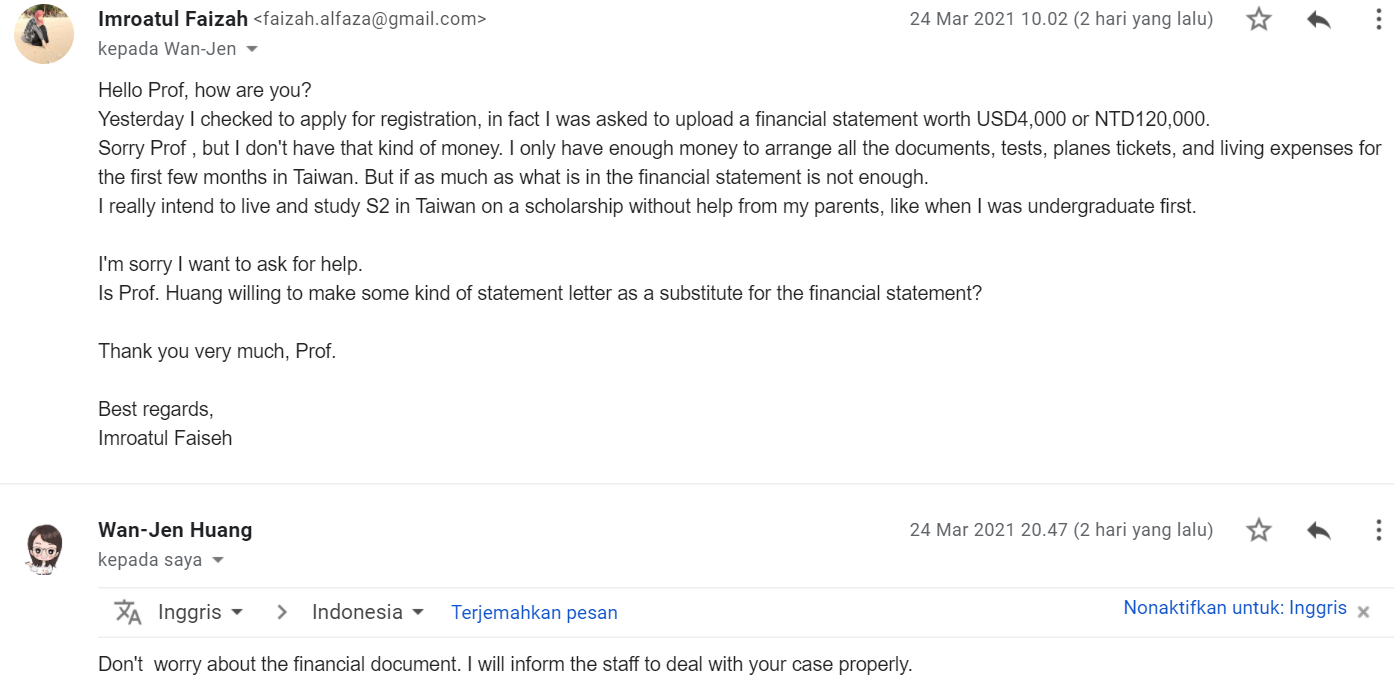 Imroatul Faizah <faizah.alfaza@gmail.com> 24 Mar 2021 10.02 (2 hari yang lalu)
kepada Wan-Jen
Hello Prof, how are you?
Yesterday I checked to apply for registration, in fact I was asked to upload a financial statement worth USD4,000 or NTD120,000.
Sorry Prof , but I don't have that kind of money. I only have enough money to arrange all the documents, tests, planes tickets, and living expenses for
the first few months in Taiwan. But if as much as what is in the financial statement is not enough.
I really intend to live and study S2 in Taiwan on a scholarship without help from my parents, like when I was undergraduate first.
I'm sorry I want to ask for help.
Is Prof. Huang willing to make some kind of statement letter as a substitute for the financial statement?
Thank you very much, Prof.
Best regards,
Imroatul Faiseh
Wan-Jen Huang 24 Mar 2021 20.47 (2 hari yang lalu)
kepada saya
Inggris > Indonesia Terjemahkan pesan Nonaktifkan untuk: Inggris x
Don't  worry about the financial document. I will inform the staff to deal with your case properly.